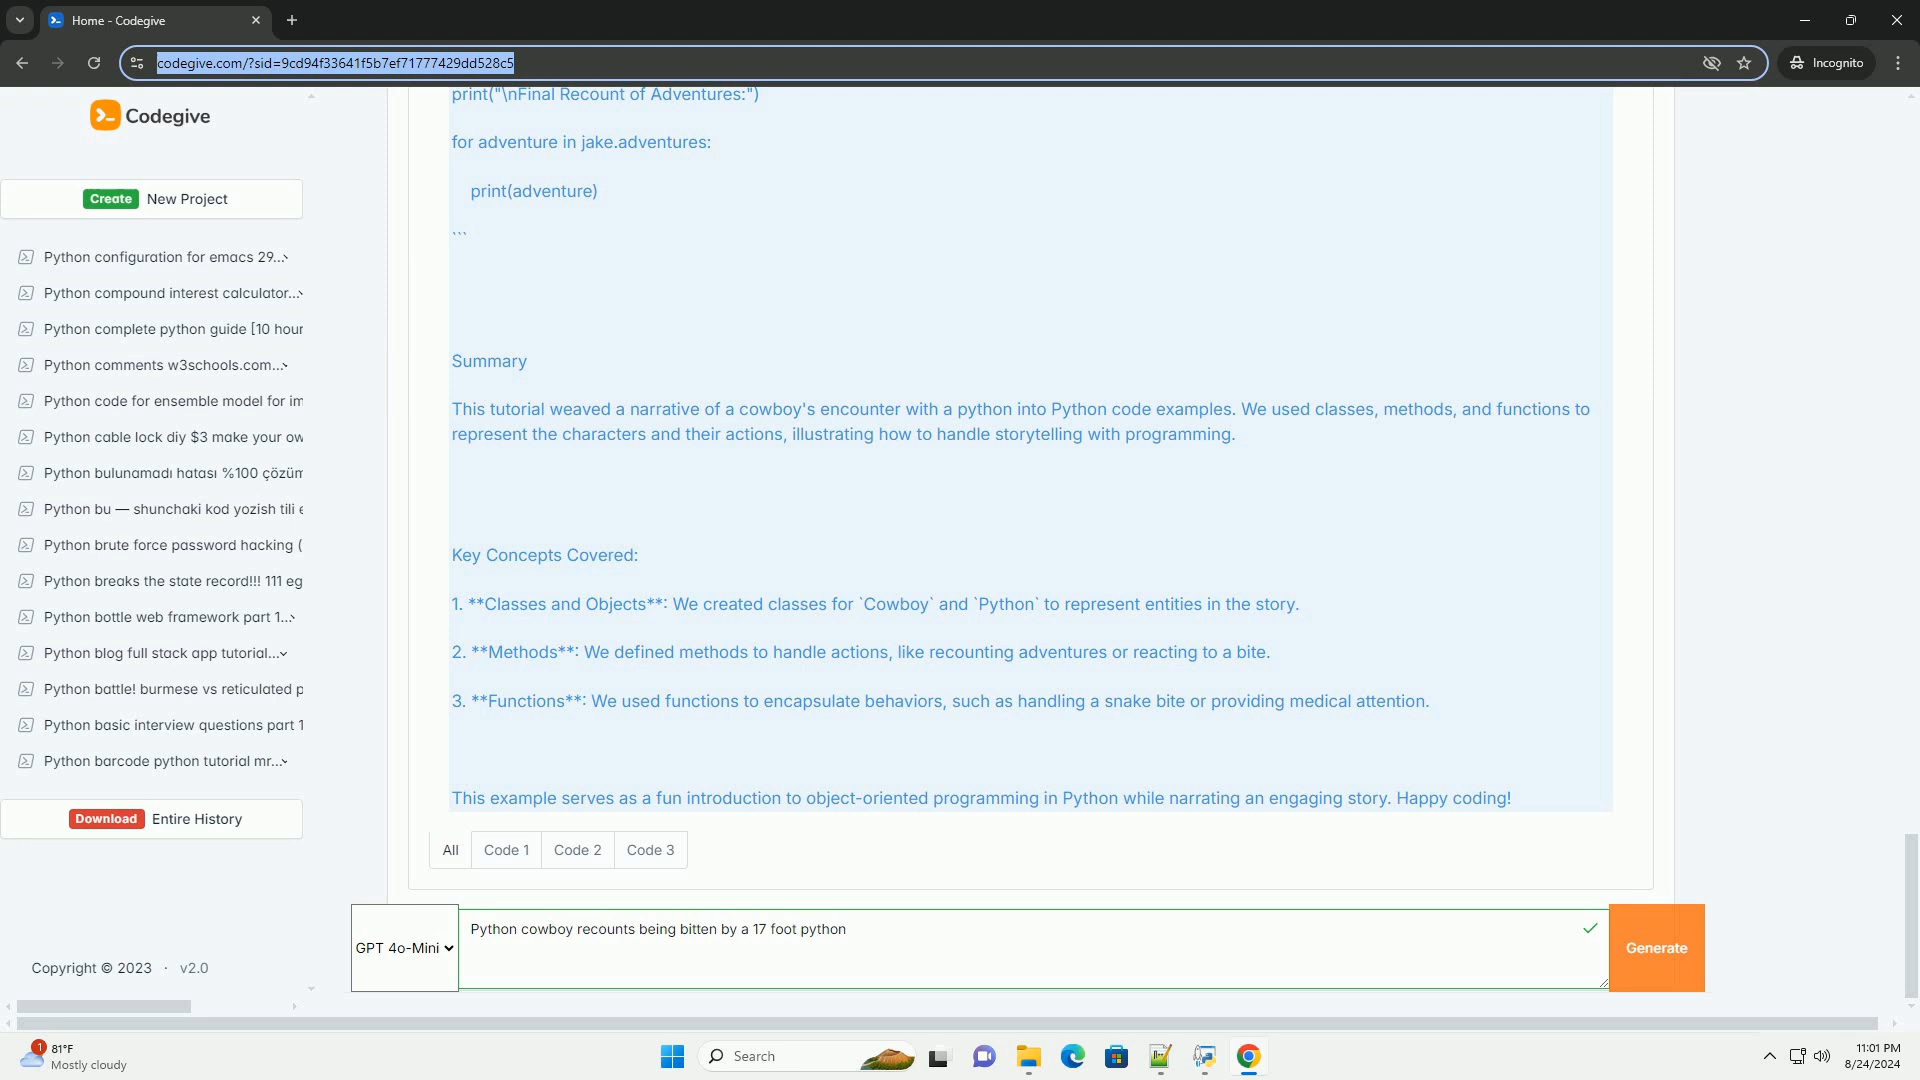 Home - Codegive
codegive.com/?sid=9cd94f33641f5b7ef71777429dd528c5
Incognito
Codegive
Create New Project
Python configuration for emacs 29...
Python compound interest calculator...
Python complete python guide [10 hour
Python comments w3schools.com...
Python code for ensemble model for im
Python cable lock diy $3 make your ow
Python bulunamadı hatası %100 çözüm
Python bu — shunchaki kod yozish tili e
Python brute force password hacking (
Python breaks the state record!!! 111 eg
Python bottle web framework part 1...
Python blog full stack app tutorial...
Python battle! burmese vs reticulated p
Python basic interview questions part 1
Python barcode python tutorial mr...
Download Entire History
Copyright © 2023 · v2.0
print("\nFinal Recount of Adventures:")
for adventure in jake.adventures:
print(adventure)
```
Summary
This tutorial weaved a narrative of a cowboy's encounter with a python into Python code examples. We used classes, methods, and functions to
represent the characters and their actions, illustrating how to handle storytelling with programming.
Key Concepts Covered:
1. **Classes and Objects**: We created classes for `Cowboy` and `Python` to represent entities in the story.
2. **Methods**: We defined methods to handle actions, like recounting adventures or reacting to a bite.
3. **Functions**: We used functions to encapsulate behaviors, such as handling a snake bite or providing medical attention.
This example serves as a fun introduction to object-oriented programming in Python while narrating an engaging story. Happy coding!
All Code 1 Code 2 Code 3
GPT 4o-Mini
Python cowboy recounts being bitten by a 17 foot python
Generate
1
81°F
Mostly cloudy
Search
11:01 PM
8/24/2024